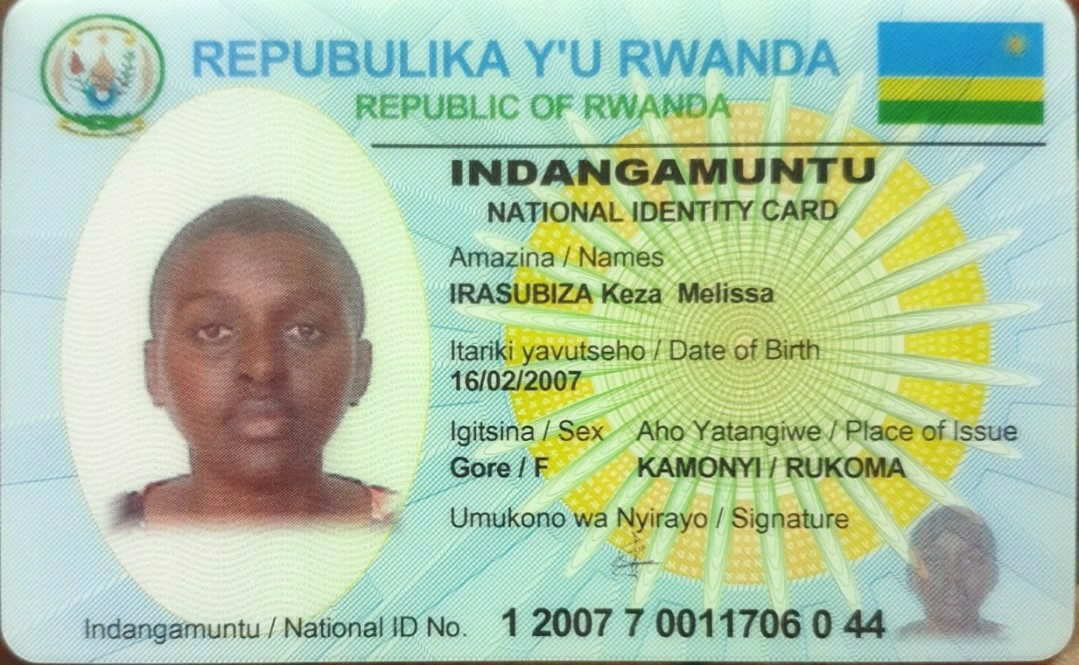 REPUBULIKA Y'U RWANDA
REPUBLIC OF RWANDA
INDANGAMUNTU
NATIONAL IDENTITY CARD
Amazina / Names
IRASUBIZA Keza Melissa
Itariki yavutseho / Date of Birth
16/02/2007
Igitsina / Sex Aho Yatangiwe / Place of Issue
Gore / F KAMONYI / RUKOMA
Umukono wa Nyirayo / Signature
Indangamuntu / National ID No. 1 2007 7 0011706 0 44